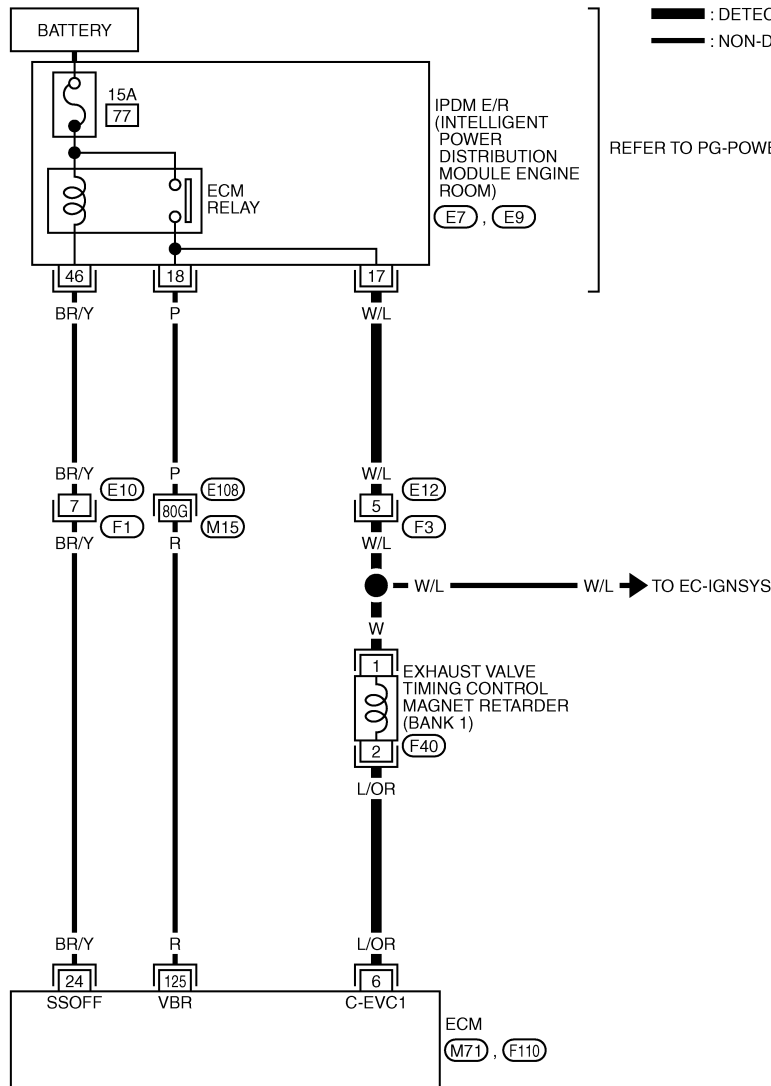 BATTERY
: DETEC
: NON-D
15A
77
IPDM E/R
(INTELLIGENT
POWER
DISTRIBUTION
MODULE ENGINE
ROOM)
E7 , E9
REFER TO PG-POWE
ECM
RELAY
46 18 17
BR/Y P W/L
BR/Y P W/L
7 E10 80G E108 5 E12
F1 M15 F3
BR/Y R W/L
W/L W/L TO EC-IGNSYS
W
1
EXHAUST VALVE
TIMING CONTROL
MAGNET RETARDER
(BANK 1)
2 F40
L/OR
BR/Y R L/OR
24 125 6
SSOFF VBR C-EVC1
ECM
M71 , F110